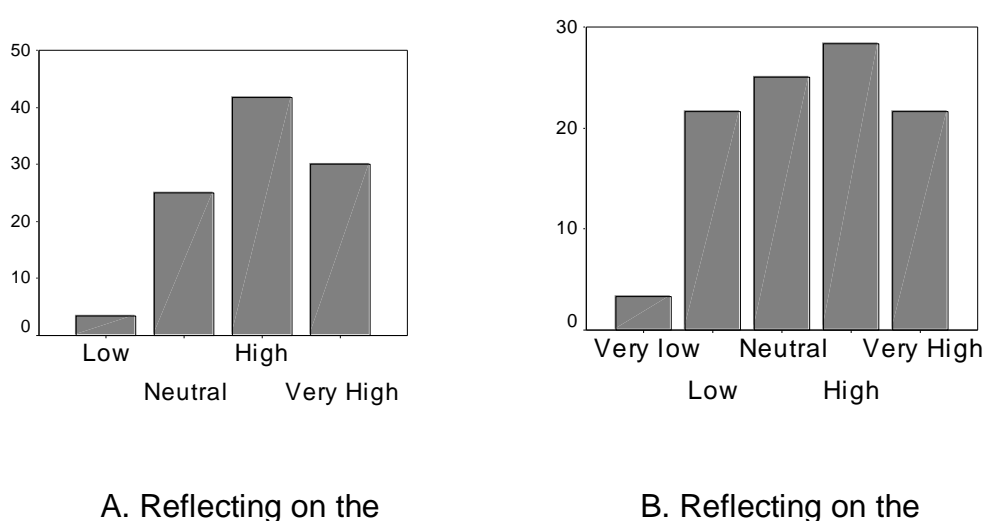 50
40
30
20
10
0
Low High
Neutral Very High
A. Reflecting on the
30
20
10
0
Very low Neutral Very High
Low High
B. Reflecting on the